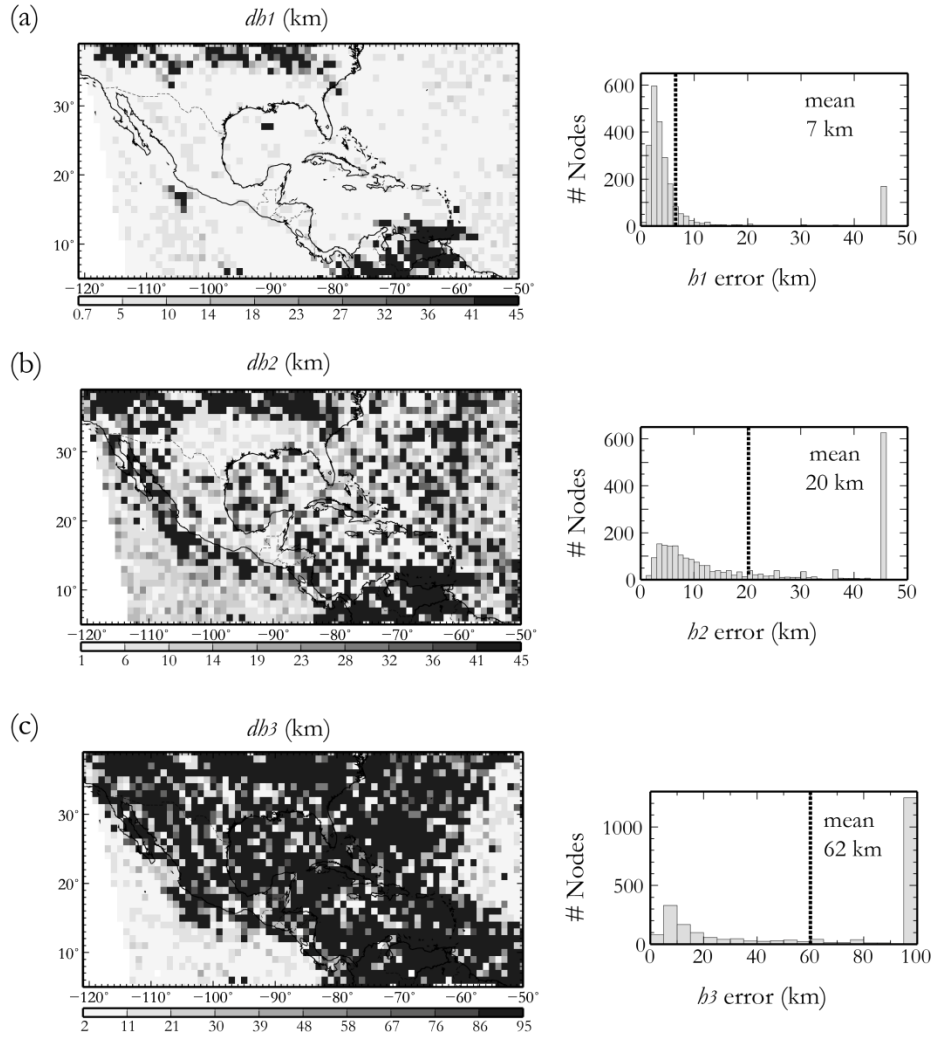 (a)
dh1 (km)
30°
20°
10°
−120° −110° −100° −90° −80° −70° −60° −50°
0.7 5 10 14 18 23 27 32 36 41 45
# Nodes
600
400
200
0
mean
7 km
0 10 20 30 40 50
h1 error (km)
(b)
dh2 (km)
30°
20°
10°
−120° −110° −100° −90° −80° −70° −60° −50°
1 6 10 14 19 23 28 32 36 41 45
# Nodes
600
400
200
0
mean
20 km
0 10 20 30 40 50
h2 error (km)
(c)
dh3 (km)
30°
20°
10°
−120° −110° −100° −90° −80° −70° −60° −50°
2 11 21 30 39 48 58 67 76 86 95
# Nodes
1000
500
0
mean
62 km
0 20 40 60 80 100
h3 error (km)